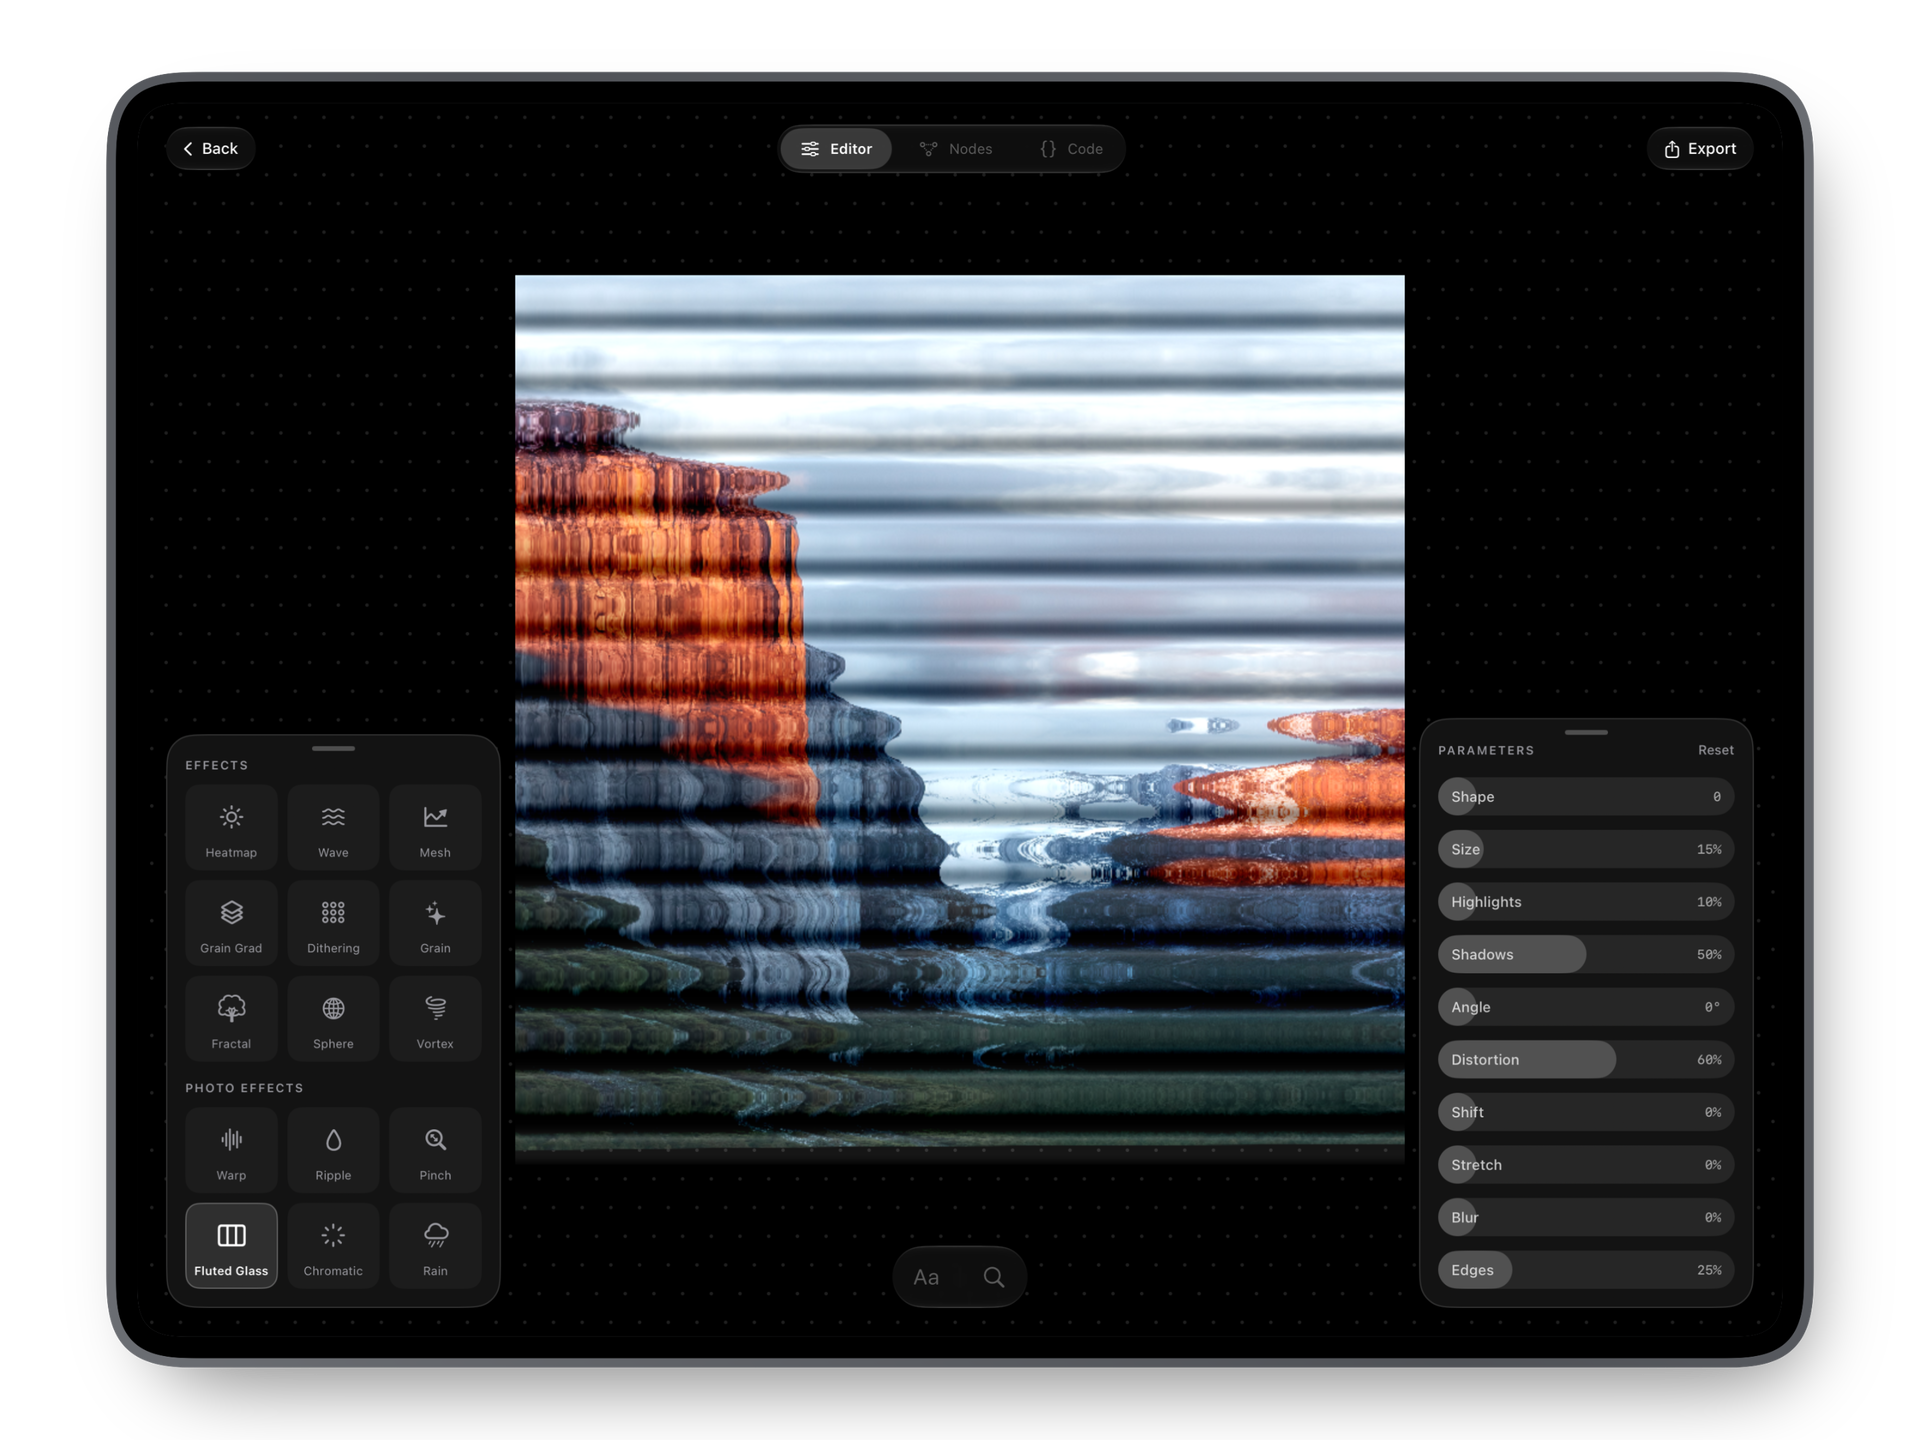 Back
Editor
Nodes
{} Code
Export
EFFECTS
Heatmap
Wave
Mesh
Grain Grad
Dithering
Grain
Fractal
Sphere
Vortex
PHOTO EFFECTS
Warp
Ripple
Pinch
Fluted Glass
Chromatic
Rain
Aa
PARAMETERS Reset
Shape 0
Size 15%
Highlights 10%
Shadows 50%
Angle 0°
Distortion 60%
Shift 0%
Stretch 0%
Blur 0%
Edges 25%